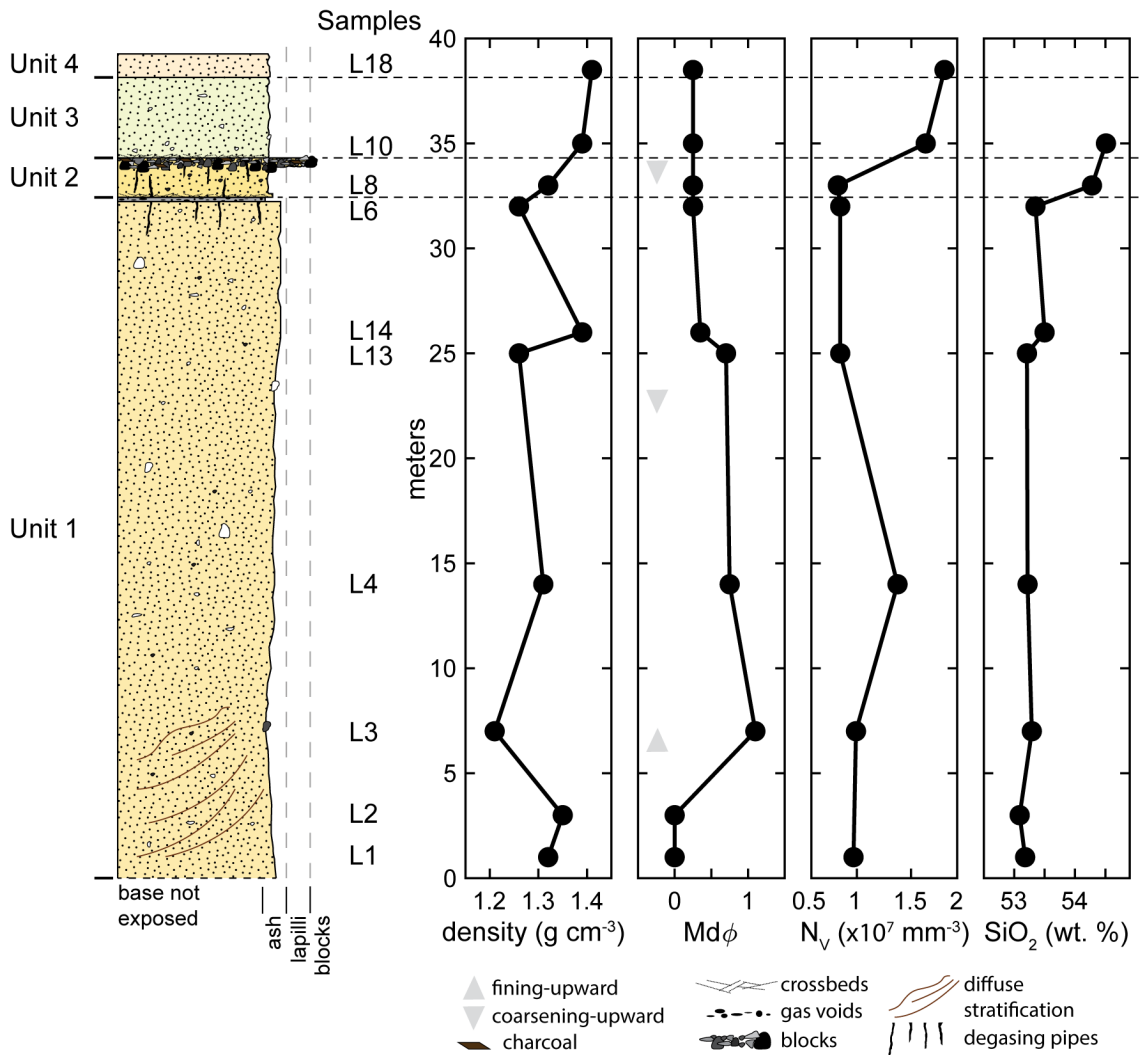 Samples
Unit 4
Unit 3
Unit 2
Unit 1
L18
L10
L8
L6
L14
L13
L4
L3
L2
L1
meters
40
35
30
25
20
15
10
5
0
base not
exposed
ash
lapilli
blocks
1.2 1.3 1.4
density (g cm⁻³)
0 1
Mdϕ
0.5 1 1.5 2
N_V (x10⁷ mm⁻³)
53 54
SiO₂ (wt. %)
fining-upward
coarsening-upward
charcoal
crossbeds
gas voids
blocks
diffuse
stratification
degasing pipes